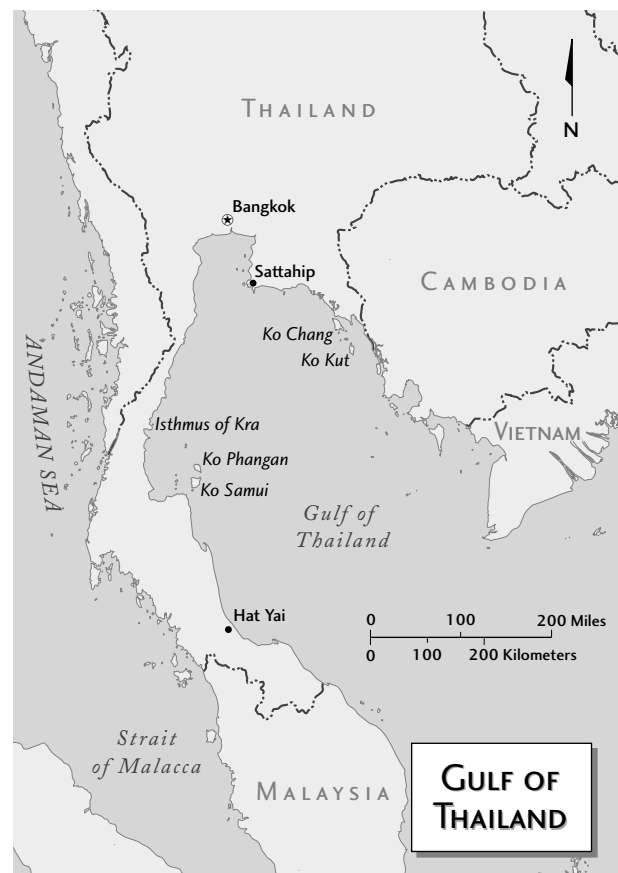 THAILAND
N
Bangkok
Sattahip
CAMBODIA
Ko Chang
Ko Kut
ANDAMAN SEA
Isthmus of Kra
VIETNAM
Ko Phangan
Ko Samui
Gulf of
Thailand
Hat Yai
0 100 200 Miles
0 100 200 Kilometers
Strait
of Malacca
MALAYSIA
GULF OF
THAILAND